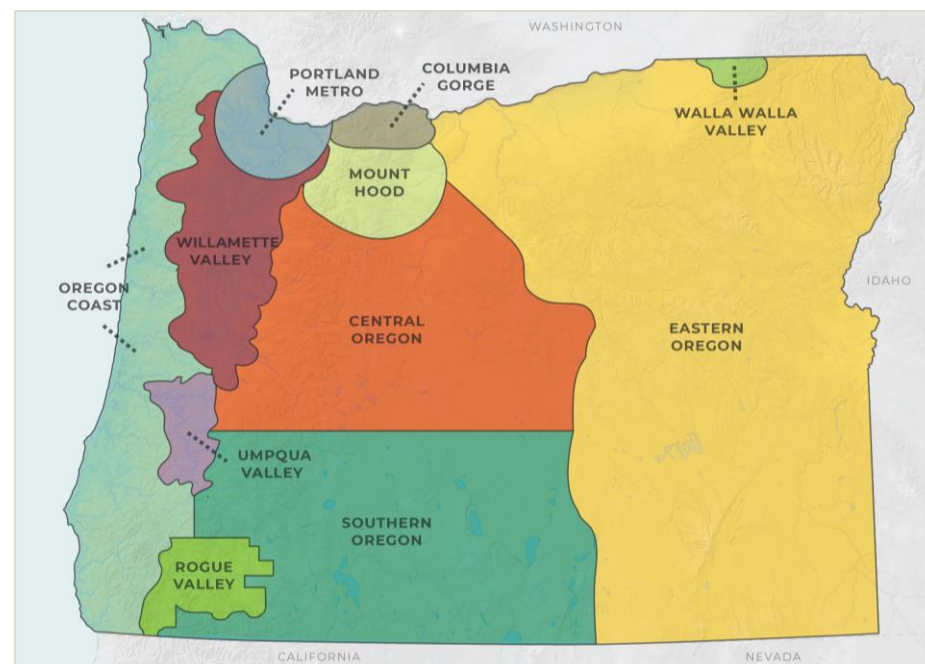 WASHINGTON
PORTLAND
METRO
COLUMBIA
GORGE
WALLA WALLA
VALLEY
MOUNT
HOOD
WILLAMETTE
VALLEY
OREGON
COAST
IDAHO
CENTRAL
OREGON
EASTERN
OREGON
UMPQUA
VALLEY
SOUTHERN
OREGON
ROGUE
VALLEY
CALIFORNIA
NEVADA